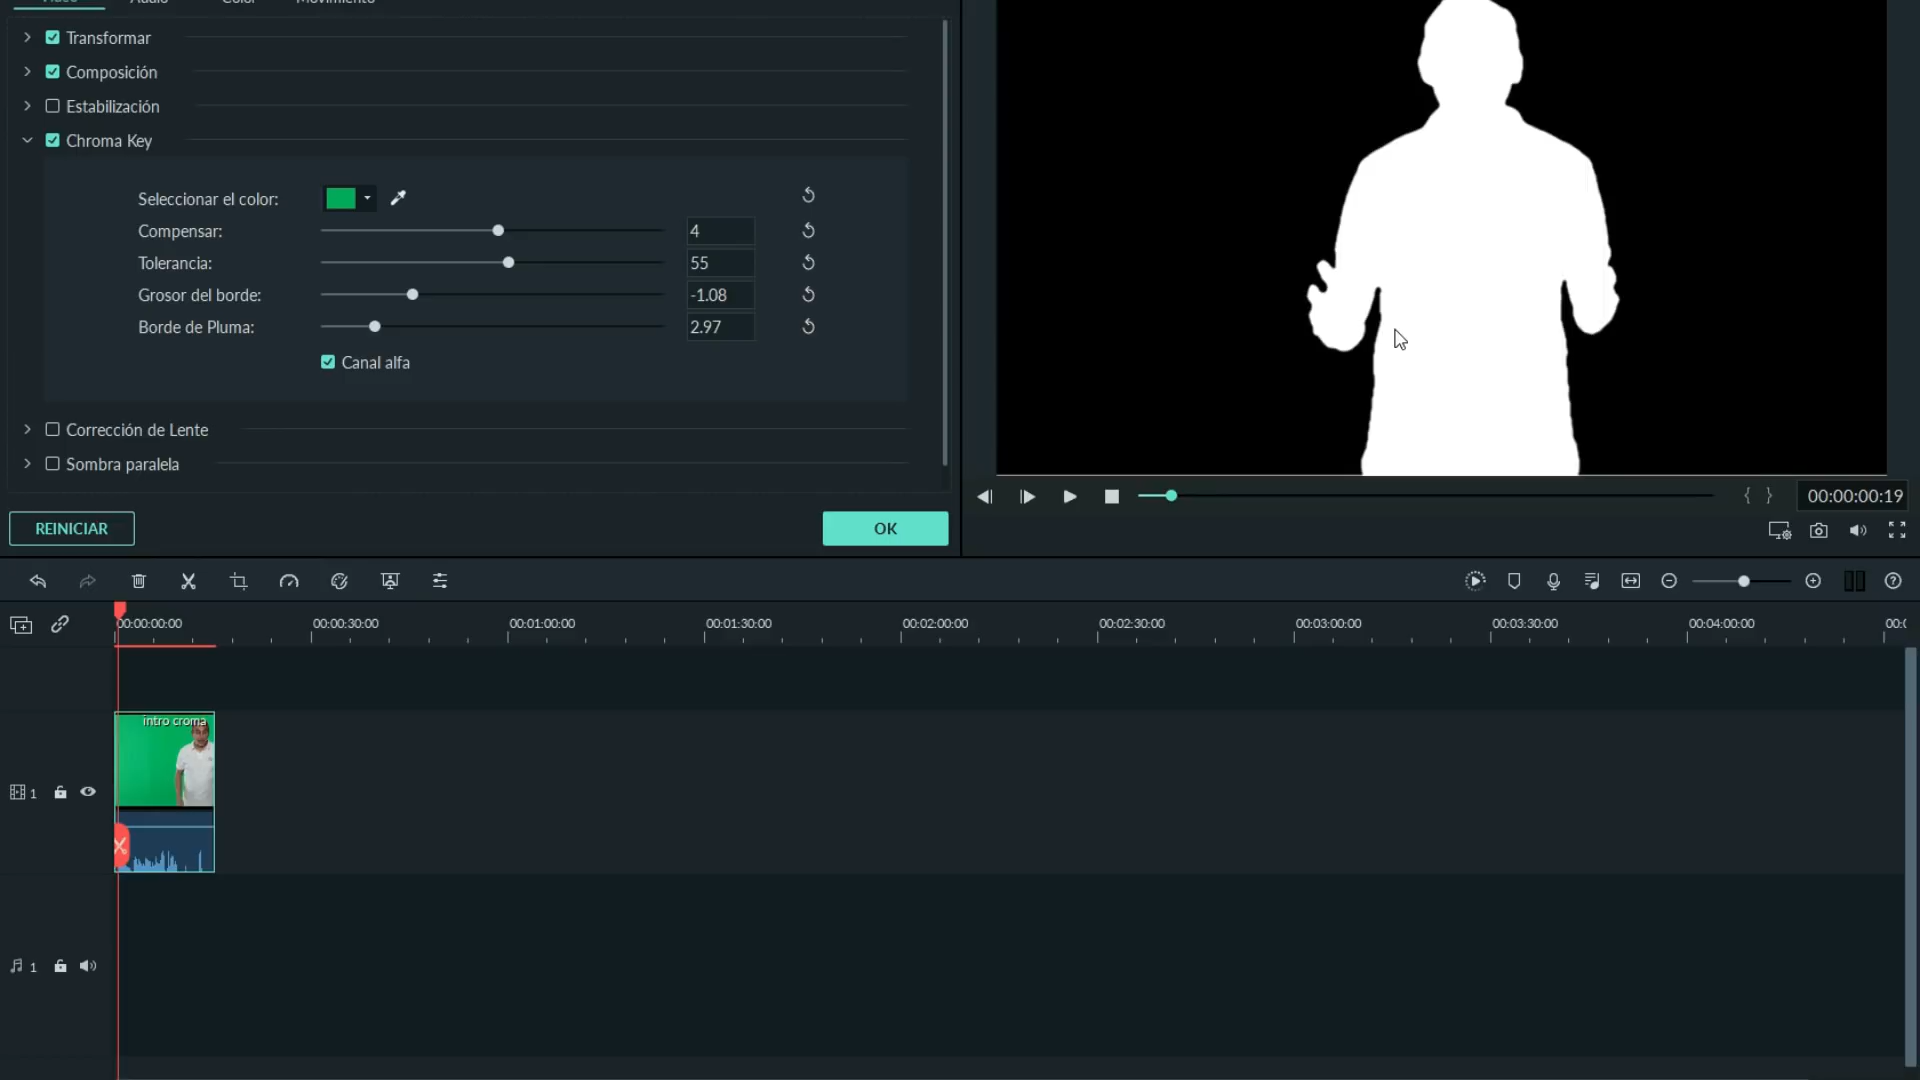 Video Audio Color Movimiento
Transformar
Composición
Estabilización
Chroma Key
Seleccionar el color:
Compensar: 4
Tolerancia: 55
Grosor del borde: -1.08
Borde de Pluma: 2.97
Canal alfa
Corrección de Lente
Sombra paralela
REINICIAR OK
{ } 00:00:00:19
00:00:00:00 00:00:30:00 00:01:00:00 00:01:30:00 00:02:00:00 00:02:30:00 00:03:00:00 00:03:30:00 00:04:00:00
intro croma
1
1